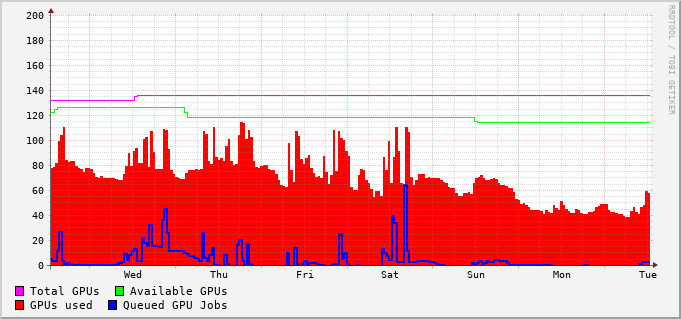 200
180
160
140
120
100
80
60
40
20
0
Wed Thu Fri Sat Sun Mon Tue
Total GPUs Available GPUs
GPUs used Queued GPU Jobs
RRDTOOL / TOBI OETIKER